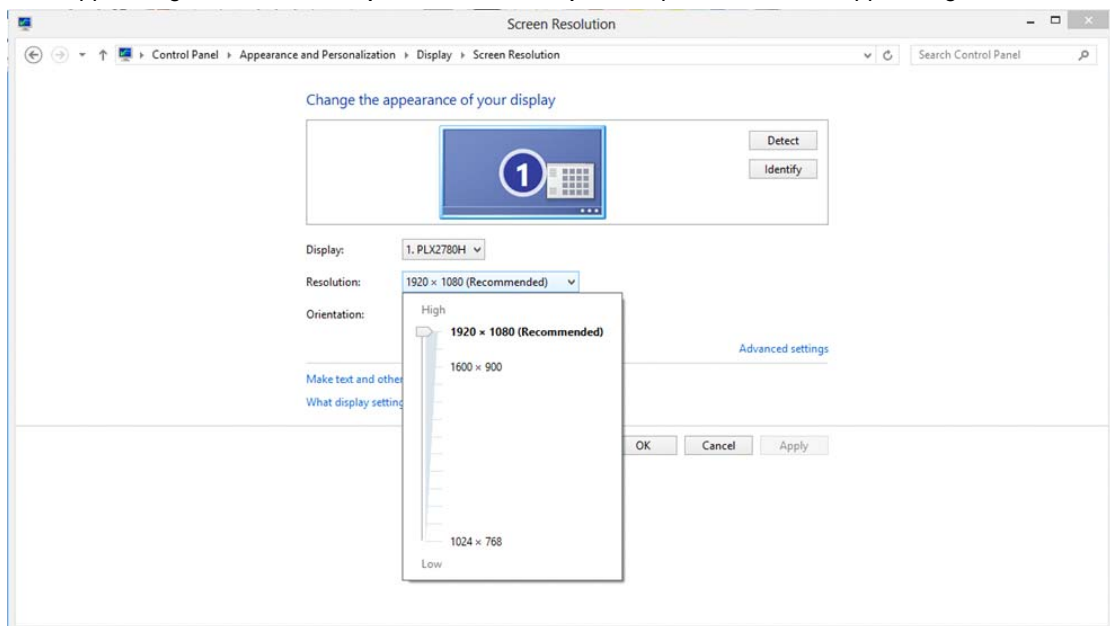 Screen Resolution
Control Panel Appearance and Personalization Display Screen Resolution
Search Control Panel
Change the appearance of your display
1
Detect
Identify
Display: 1. PLX2780H
Resolution: 1920 × 1080 (Recommended)
Orientation:
High
1920 × 1080 (Recommended)
1600 × 900
1024 × 768
Low
Advanced settings
Make text and other
What display setting
OK Cancel Apply